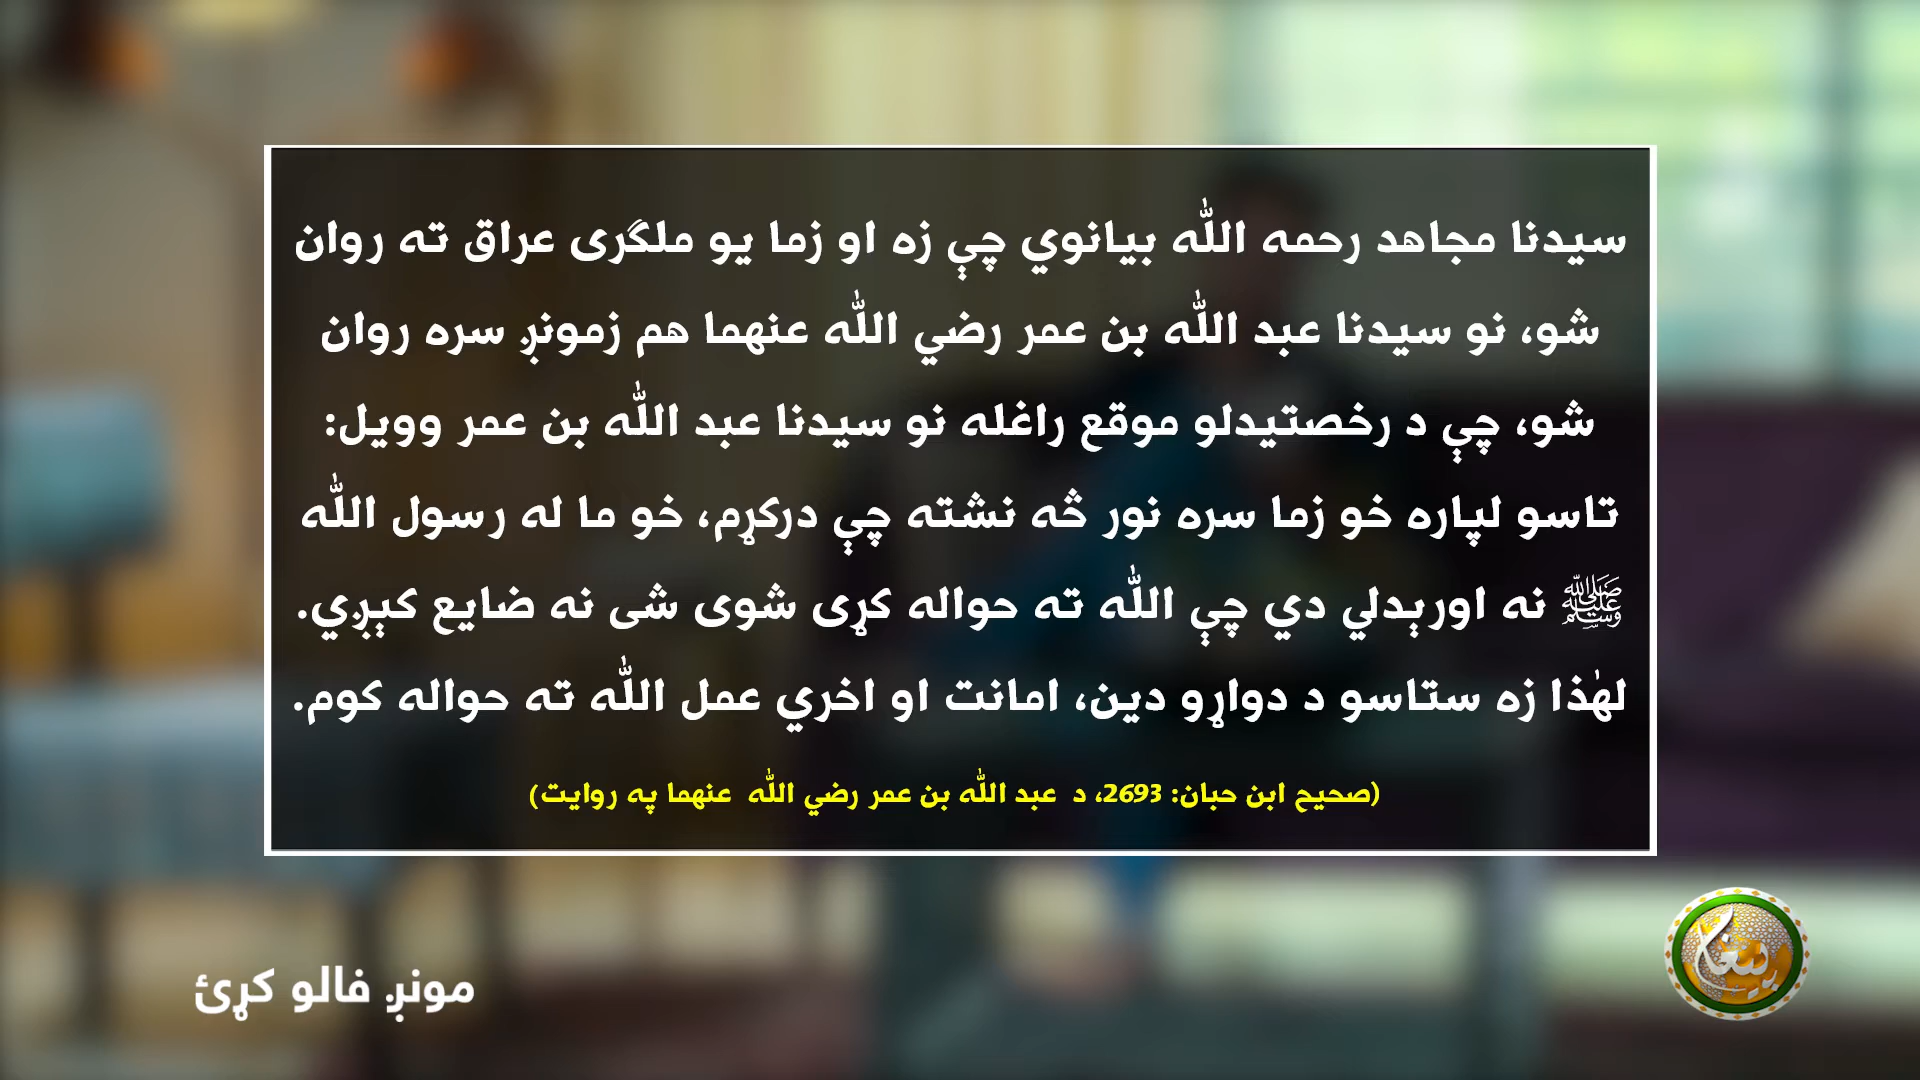 سیدنا مجاهد رحمه الله بیانوي چې زه او زما یو ملګری عراق ته روان
شو، نو سیدنا عبد الله بن عمر رضي الله عنهما هم زمونږ سره روان
شو، چې د رخصتیدلو موقع راغله نو سیدنا عبد الله بن عمر وویل:
تاسو لپاره خو زما سره نور څه نشته چې درکړم، خو ما له رسول الله
ﷺ نه اورېدلي دي چې الله ته حواله کړی شوی شی نه ضایع کېږي.
لهٰذا زه ستاسو د دواړو دین، امانت او اخري عمل الله ته حواله کوم.
(صحیح ابن حبان: 2693، د عبد الله بن عمر رضي الله عنهما په روایت)
مونږ فالو کړئ
پیغام